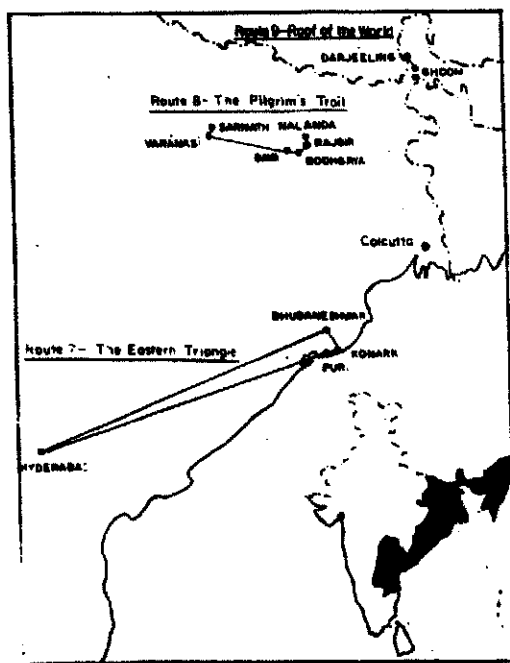 Route 9-Roof of the World
DARJEELING
GHOOM
Route 8- The Pilgrim's Trail
SARNATH NALANDA
VARANASI
RAJGIR
BODHGAYA
Calcutta
BHUBANESHWAR
Route 7- The Eastern Triangle
KONARK
PURI
HYDERABAD